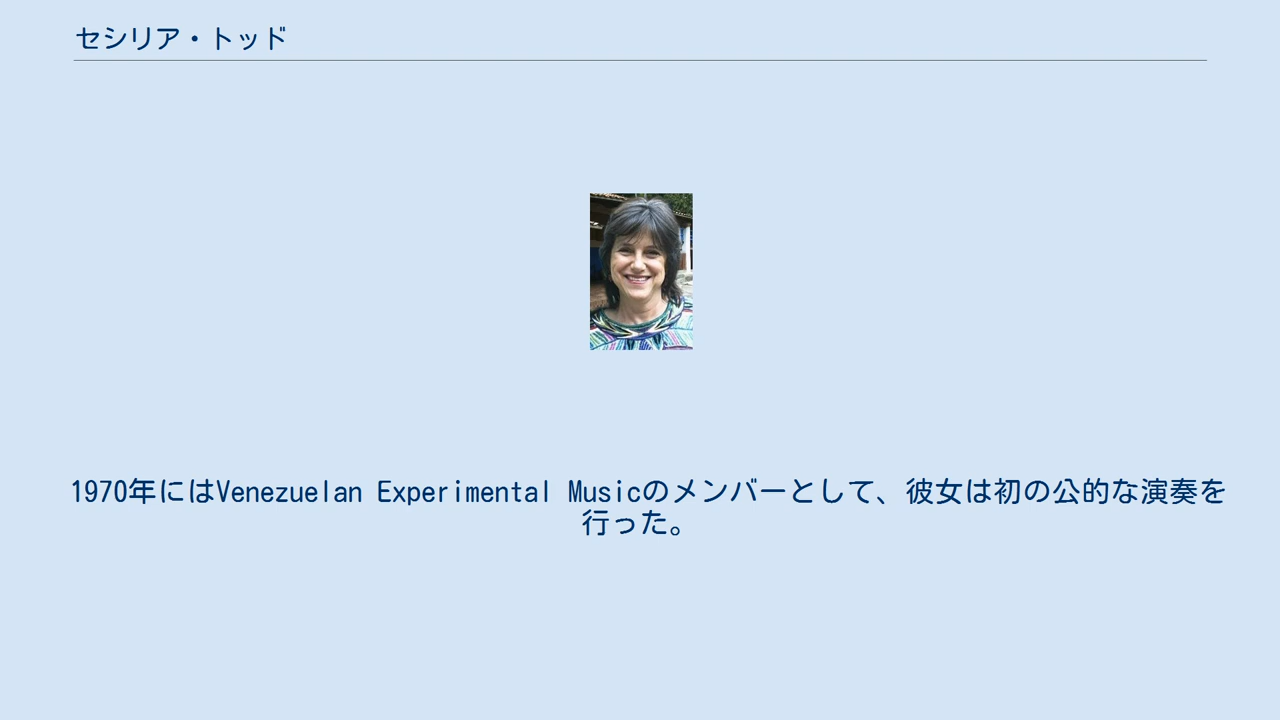 セシリア・トッド
1970年にはVenezuelan Experimental Musicのメンバーとして、彼女は初の公的な演奏を
行った。